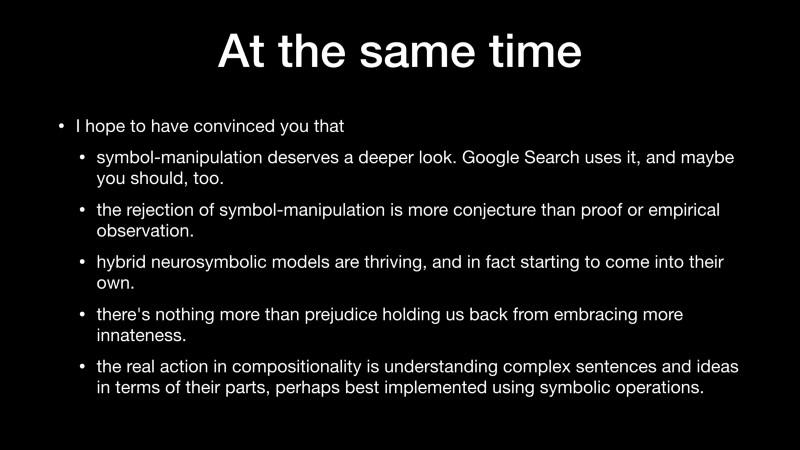 At the same time
• I hope to have convinced you that
• symbol-manipulation deserves a deeper look. Google Search uses it, and maybe
you should, too.
• the rejection of symbol-manipulation is more conjecture than proof or empirical
observation.
• hybrid neurosymbolic models are thriving, and in fact starting to come into their
own.
• there's nothing more than prejudice holding us back from embracing more
innateness.
• the real action in compositionality is understanding complex sentences and ideas
in terms of their parts, perhaps best implemented using symbolic operations.